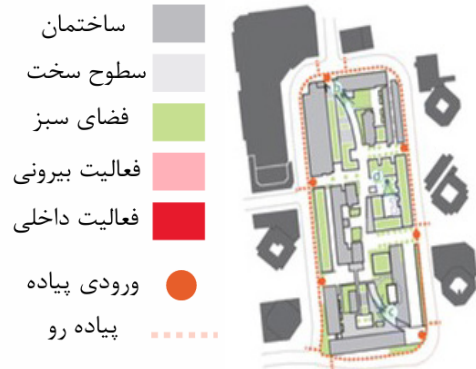 ساختمان
سطوح سخت
فضای سبز
فعالیت بیرونی
فعالیت داخلی
ورودی پیاده
پیاده رو